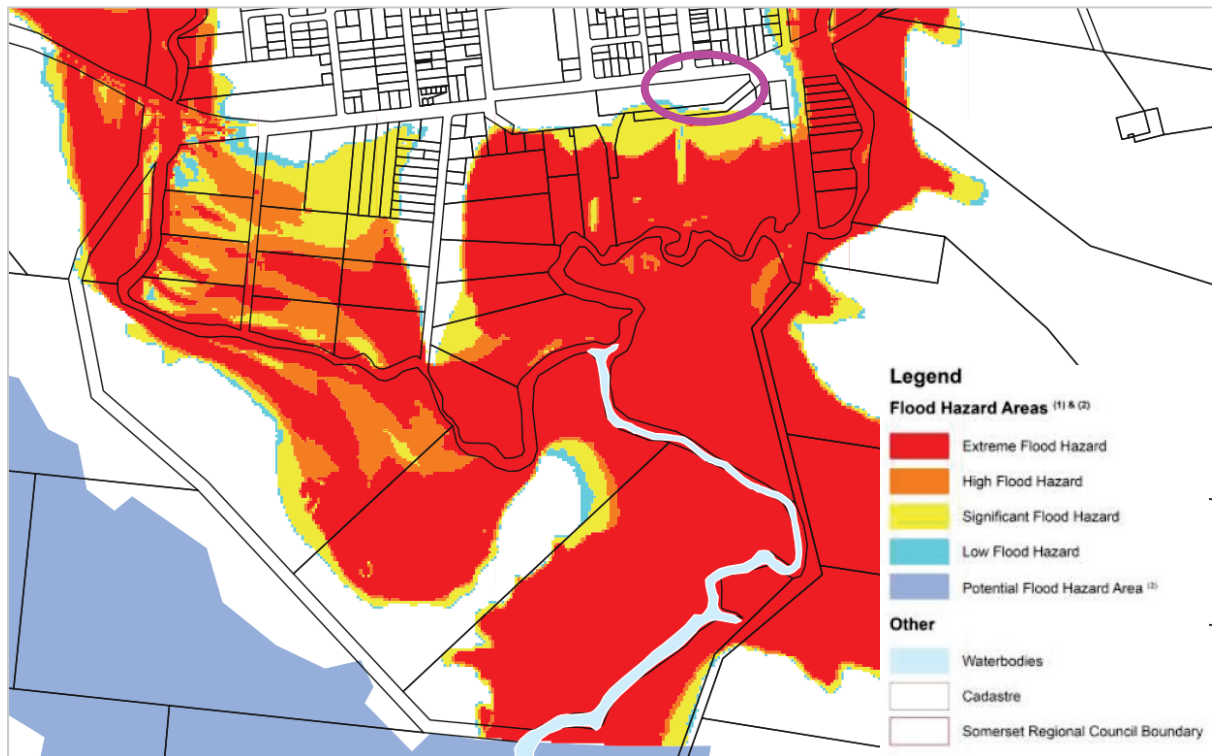 Legend
Flood Hazard Areas (1) & (2)
Extreme Flood Hazard
High Flood Hazard
Significant Flood Hazard
Low Flood Hazard
Potential Flood Hazard Area (3)
Other
Waterbodies
Cadastre
Somerset Regional Council Boundary